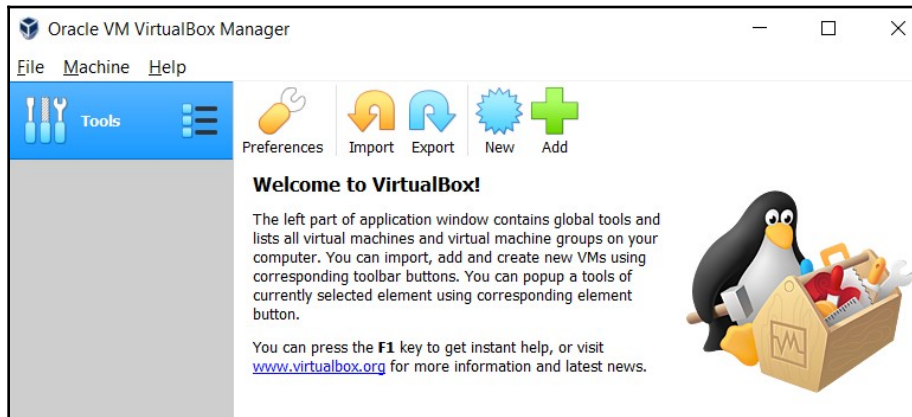 Oracle VM VirtualBox Manager
File Machine Help
Tools
Preferences Import Export New Add
Welcome to VirtualBox!
The left part of application window contains global tools and
lists all virtual machines and virtual machine groups on your
computer. You can import, add and create new VMs using
corresponding toolbar buttons. You can popup a tools of
currently selected element using corresponding element
button.
You can press the F1 key to get instant help, or visit
www.virtualbox.org for more information and latest news.